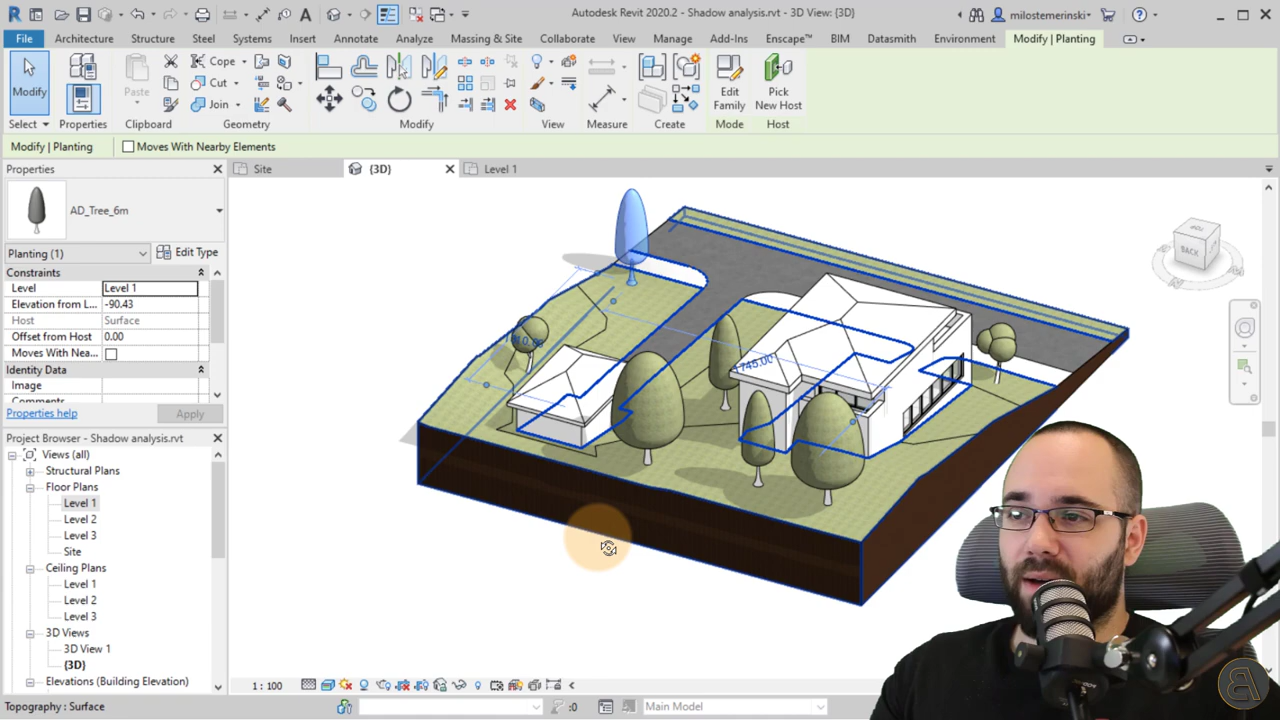 Autodesk Revit 2020.2 - Shadow analysis.rvt - 3D View: {3D}
milostemerinski
File
Architecture
Structure
Steel
Systems
Insert
Annotate
Analyze
Massing & Site
Collaborate
View
Manage
Add-Ins
Enscape™
BIM
Datasmith
Environment
Modify | Planting
Modify
Properties
Paste
Cope
Cut
Join
Edit
Family
Pick
New Host
Select
Properties
Clipboard
Geometry
Modify
View
Measure
Create
Mode
Host
Modify | Planting
Moves With Nearby Elements
Properties
Site
{3D}
Level 1
AD_Tree_6m
Planting (1)
Edit Type
Constraints
Level
Level 1
Elevation from L...
-90.43
Host
Surface
Offset from Host
0.00
Moves With Nea...
Identity Data
Image
Comments
Properties help
Apply
Project Browser - Shadow analysis.rvt
Views (all)
Structural Plans
Floor Plans
Level 1
Level 2
Level 3
Site
Ceiling Plans
Level 1
Level 2
Level 3
3D Views
3D View 1
{3D}
Elevations (Building Elevation)
1745.00
TOP
BACK
1 : 100
Topography : Surface
:0
Main Model